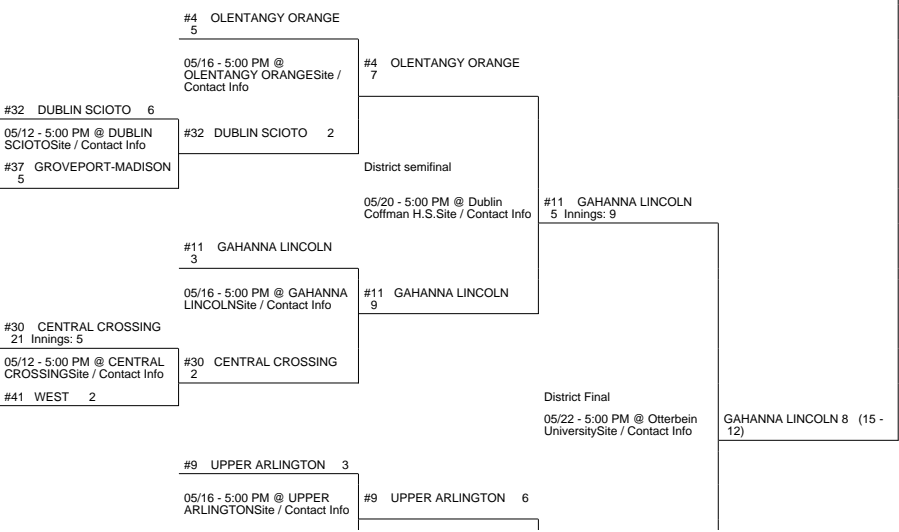 #4 OLENTANGY ORANGE
5
05/16 - 5:00 PM @
OLENTANGY ORANGESite /
Contact Info
#4 OLENTANGY ORANGE
7
#32 DUBLIN SCIOTO 6
05/12 - 5:00 PM @ DUBLIN
SCIOTOSite / Contact Info
#32 DUBLIN SCIOTO 2
#37 GROVEPORT-MADISON
5
District semifinal
05/20 - 5:00 PM @ Dublin
Coffman H.S.Site / Contact Info
#11 GAHANNA LINCOLN
5 Innings: 9
#11 GAHANNA LINCOLN
3
05/16 - 5:00 PM @ GAHANNA
LINCOLNSite / Contact Info
#11 GAHANNA LINCOLN
9
#30 CENTRAL CROSSING
21 Innings: 5
05/12 - 5:00 PM @ CENTRAL
CROSSINGSite / Contact Info
#30 CENTRAL CROSSING
2
#41 WEST 2
District Final
05/22 - 5:00 PM @ Otterbein
UniversitySite / Contact Info
GAHANNA LINCOLN 8 (15 -
12)
#9 UPPER ARLINGTON 3
05/16 - 5:00 PM @ UPPER
ARLINGTONSite / Contact Info
#9 UPPER ARLINGTON 6